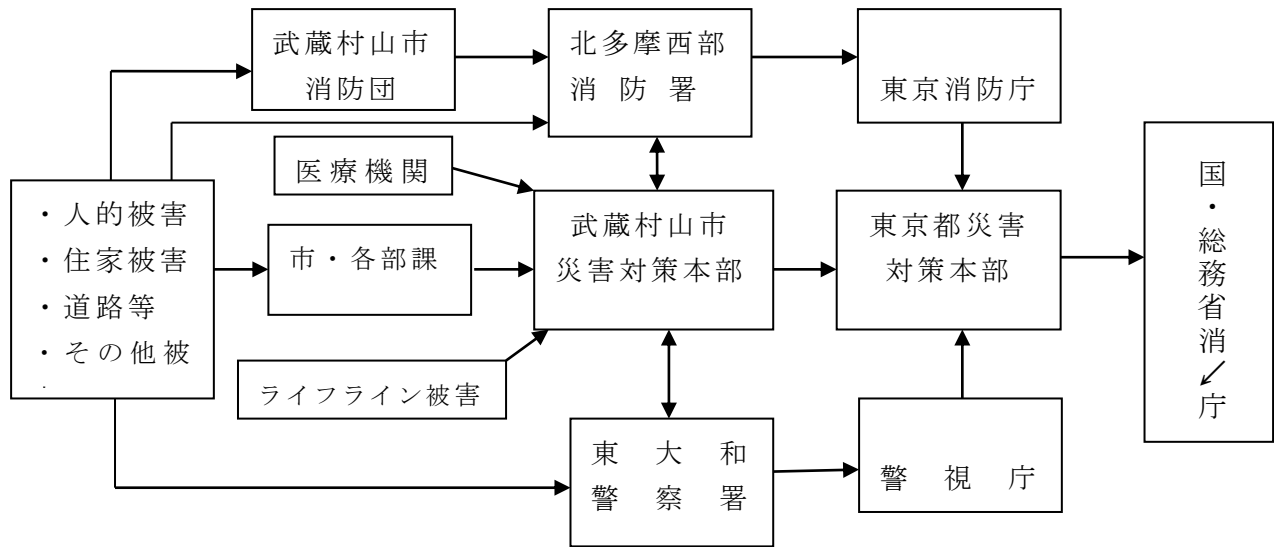 武蔵村山市
消防団
北多摩西部
消防署
東京消防庁
医療機関
・人的被害
・住家被害
・道路等
・その他被
市・各部課
武蔵村山市
災害対策本部
東京都災害
対策本部
国・総務省消
庁
ライフライン被害
東大和
警察署
警視庁